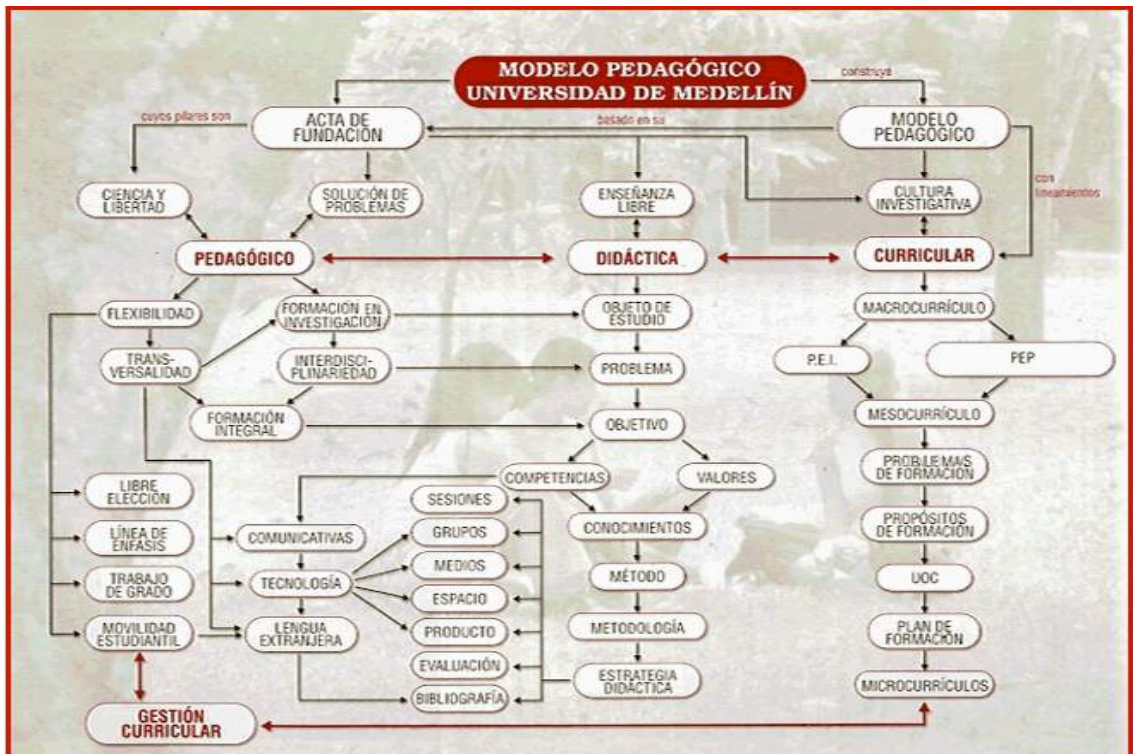 MODELO PEDAGÓGICO
UNIVERSIDAD DE MEDELLÍN
construye
cuyos pilares son
ACTA DE
FUNDACIÓN
basado en su
MODELO
PEDAGÓGICO
con
lineamientos
CIENCIA Y
LIBERTAD
SOLUCIÓN DE
PROBLEMAS
ENSEÑANZA
LIBRE
CULTURA
INVESTIGATIVA
PEDAGÓGICO
DIDÁCTICA
CURRICULAR
FLEXIBILIDAD
FORMACIÓN EN
INVESTIGACIÓN
OBJETO DE
ESTUDIO
MACROCURRÍCULO
TRANS-
VERSALIDAD
INTERDISCI-
PLINARIEDAD
PROBLEMA
P.E.I.
PEP
FORMACIÓN
INTEGRAL
OBJETIVO
MESOCURRÍCULO
COMPETENCIAS
VALORES
PROBLEMAS
DE FORMACIÓN
LIBRE
ELECCIÓN
SESIONES
CONOCIMIENTOS
PROPÓSITOS
DE FORMACIÓN
LÍNEA DE
ÉNFASIS
COMUNICATIVAS
GRUPOS
MEDIOS
MÉTODO
UOC
TRABAJO
DE GRADO
TECNOLOGÍA
ESPACIO
METODOLOGÍA
PLAN DE
FORMACIÓN
MOVILIDAD
ESTUDIANTIL
LENGUA
EXTRANJERA
PRODUCTO
EVALUACIÓN
ESTRATEGIA
DIDÁCTICA
MICROCURRÍCULOS
BIBLIOGRAFÍA
GESTIÓN
CURRICULAR